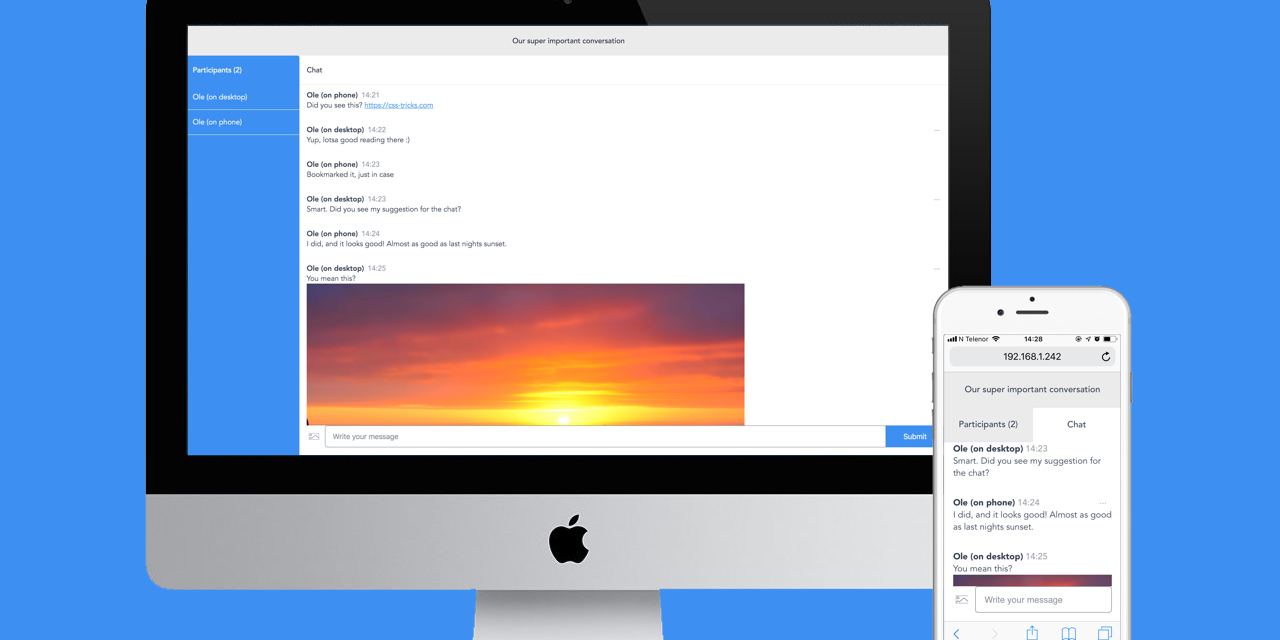 Our super important conversation
Participants (2)
Ole (on desktop)
Ole (on phone)
Chat
Ole (on phone) 14:21
Did you see this? https://css-tricks.com
Ole (on desktop) 14:22
Yup, lotsa good reading there :)
Ole (on phone) 14:23
Bookmarked it, just in case
Ole (on desktop) 14:23
Smart. Did you see my suggestion for the chat?
Ole (on phone) 14:24
I did, and it looks good! Almost as good as last nights sunset.
Ole (on desktop) 14:25
You mean this?
Write your message
Submit
N Telenor 14:28
192.168.1.242
Our super important conversation
Participants (2) Chat
Ole (on desktop) 14:23
Smart. Did you see my suggestion for
the chat?
Ole (on phone) 14:24
I did, and it looks good! Almost as good
as last nights sunset.
Ole (on desktop) 14:25
You mean this?
Write your message